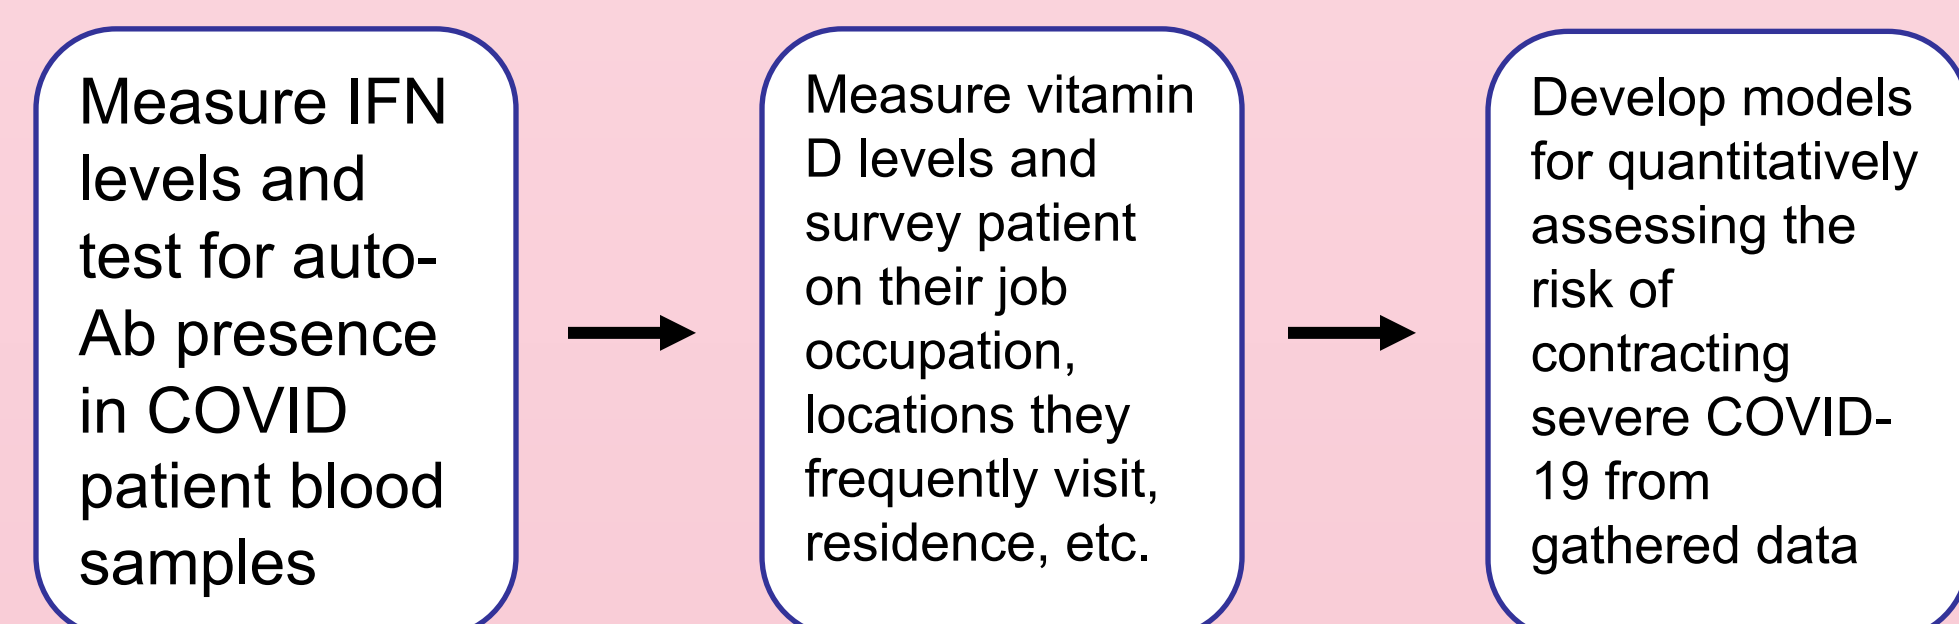 Measure IFN
levels and
test for auto-
Ab presence
in COVID
patient blood
samples
Measure vitamin
D levels and
survey patient
on their job
occupation,
locations they
frequently visit,
residence, etc.
Develop models
for quantitatively
assessing the
risk of
contracting
severe COVID-
19 from
gathered data